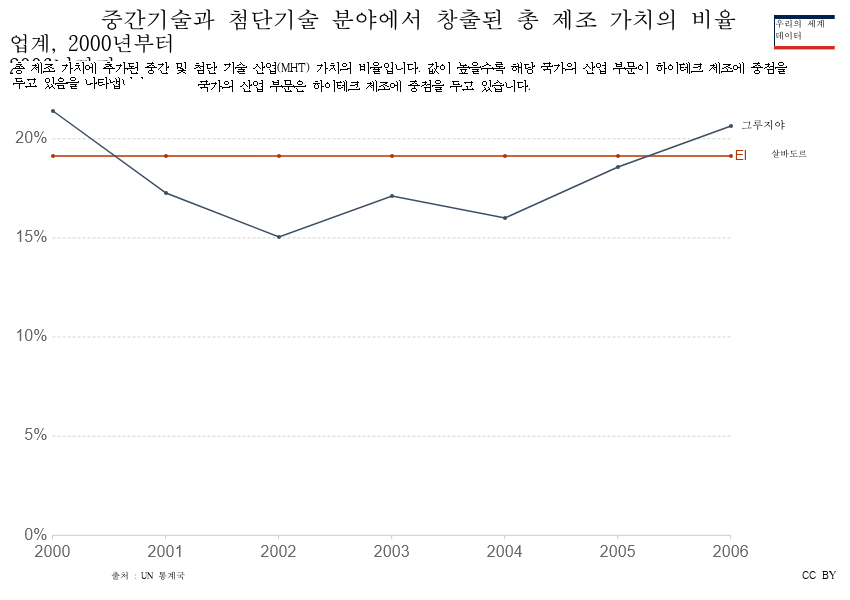 중간기술과 첨단기술 분야에서 창출된 총 제조 가치의 비율
업계, 2000년부터
우리의 세계
데이터
총 제조 가치에 추가된 중간 및 첨단 기술 산업(MHT) 가치의 비율입니다. 값이 높을수록 해당 국가의 산업 부문이 하이테크 제조에 중점을
두고 있음을 나타냅니
국가의 산업 부문은 하이테크 제조에 중점을 두고 있습니다.
그루지야
20%
El 살바도르
15%
10%
5%
0%
2000 2001 2002 2003 2004 2005 2006
출처 : UN 통계국
CC BY